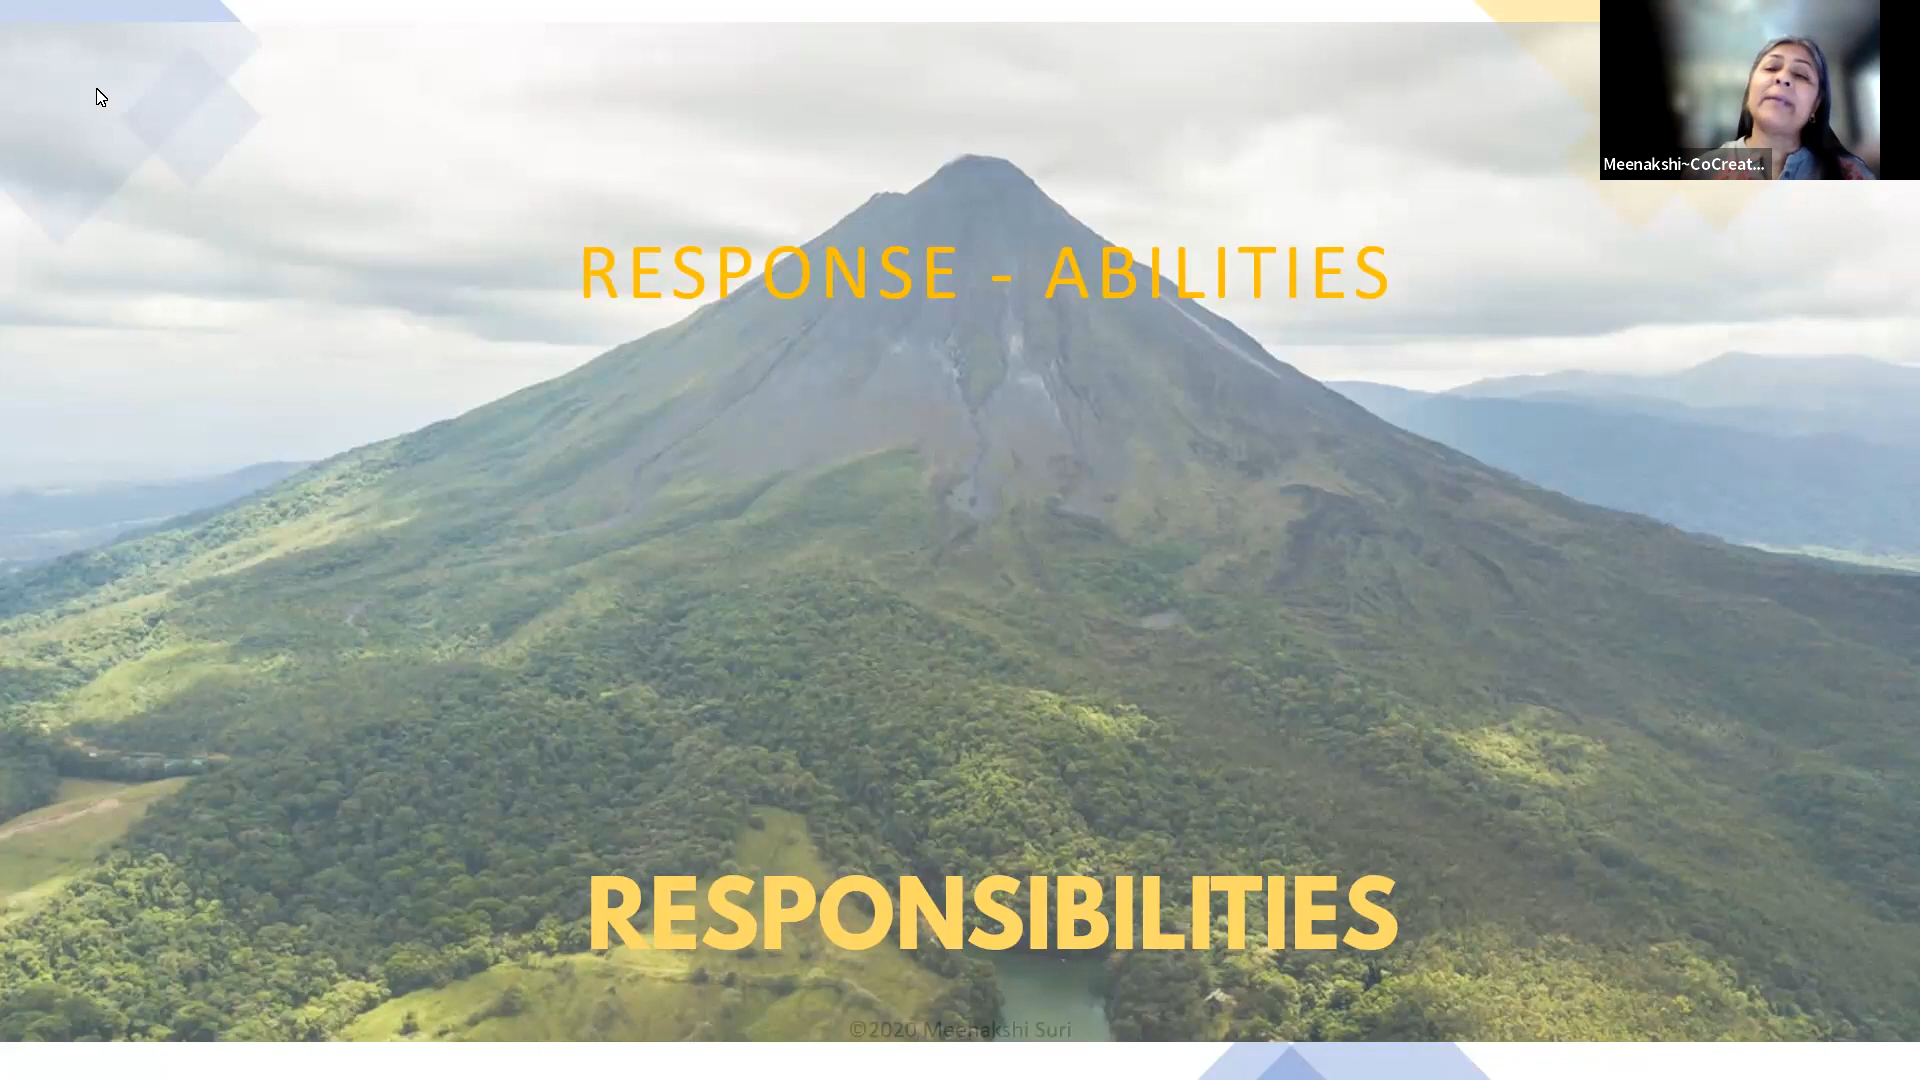 Meenakshi~CoCreat...
RESPONSE - ABILITIES
RESPONSIBILITIES
©2020 Meenakshi Suri